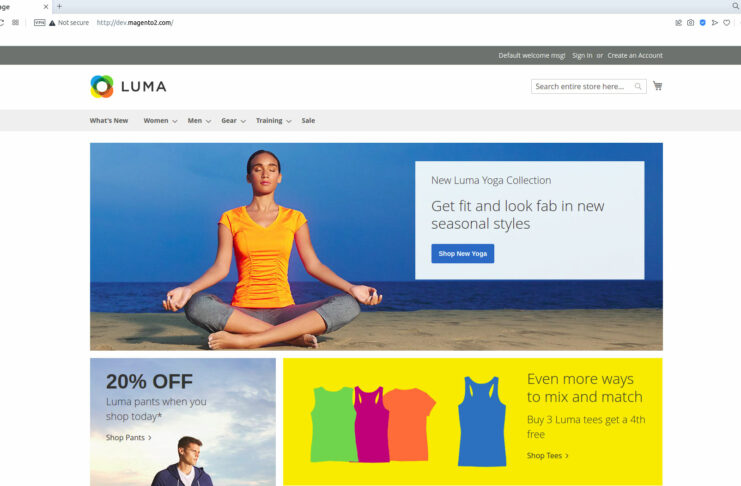 age
VPN Not secure http://dev.magento2.com/
Default welcome msg! Sign In or Create an Account
LUMA
Search entire store here...
What's New Women Men Gear Training Sale
New Luma Yoga Collection
Get fit and look fab in new
seasonal styles
Shop New Yoga
20% OFF
Luma pants when you
shop today*
Shop Pants
Even more ways
to mix and match
Buy 3 Luma tees get a 4th
free
Shop Tees